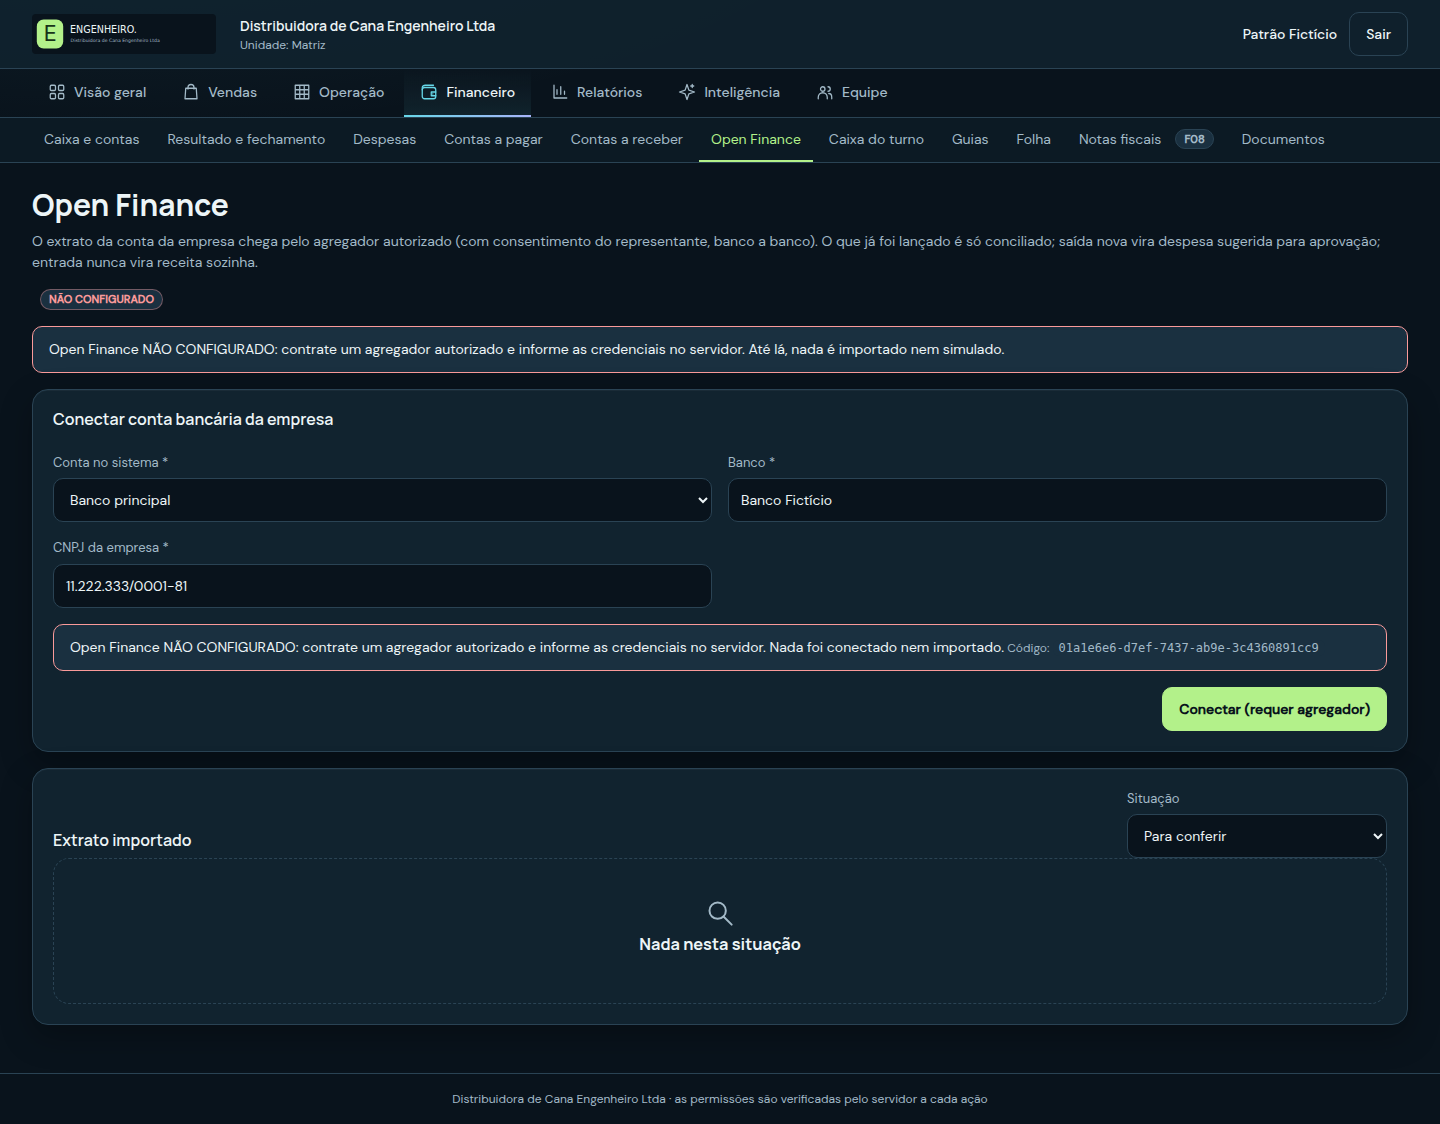 E ENGENHEIRO.
Distribuidora de Cana Engenheiro Ltda
Distribuidora de Cana Engenheiro Ltda
Unidade: Matriz
Patrão Fictício
Sair
Visão geral
Vendas
Operação
Financeiro
Relatórios
Inteligência
Equipe
Caixa e contas
Resultado e fechamento
Despesas
Contas a pagar
Contas a receber
Open Finance
Caixa do turno
Guias
Folha
Notas fiscais F08
Documentos
Open Finance
O extrato da conta da empresa chega pelo agregador autorizado (com consentimento do representante, banco a banco). O que já foi lançado é só conciliado; saída nova vira despesa sugerida para aprovação;
entrada nunca vira receita sozinha.
NÃO CONFIGURADO
Open Finance NÃO CONFIGURADO: contrate um agregador autorizado e informe as credenciais no servidor. Até lá, nada é importado nem simulado.
Conectar conta bancária da empresa
Conta no sistema *
Banco *
Banco principal
Banco Fictício
CNPJ da empresa *
11.222.333/0001-81
Open Finance NÃO CONFIGURADO: contrate um agregador autorizado e informe as credenciais no servidor. Nada foi conectado nem importado. Código: 01a1e6e6-d7ef-7437-ab9e-3c4360891cc9
Conectar (requer agregador)
Situação
Extrato importado
Para conferir
Nada nesta situação
Distribuidora de Cana Engenheiro Ltda · as permissões são verificadas pelo servidor a cada ação